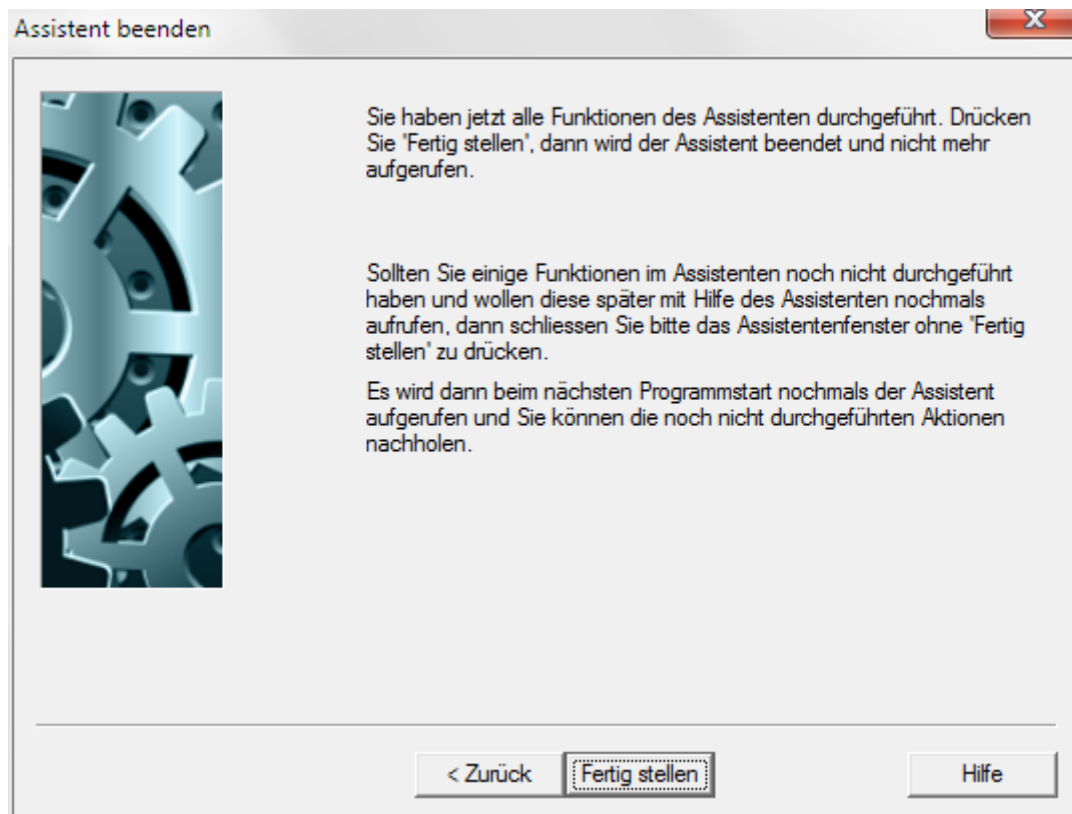 Assistent beenden
Sie haben jetzt alle Funktionen des Assistenten durchgeführt. Drücken
Sie 'Fertig stellen', dann wird der Assistent beendet und nicht mehr
aufgerufen.
Sollten Sie einige Funktionen im Assistenten noch nicht durchgeführt
haben und wollen diese später mit Hilfe des Assistenten nochmals
aufrufen, dann schliessen Sie bitte das Assistentenfenster ohne 'Fertig
stellen' zu drücken.
Es wird dann beim nächsten Programmstart nochmals der Assistent
aufgerufen und Sie können die noch nicht durchgeführten Aktionen
nachholen.
< Zurück Fertig stellen Hilfe